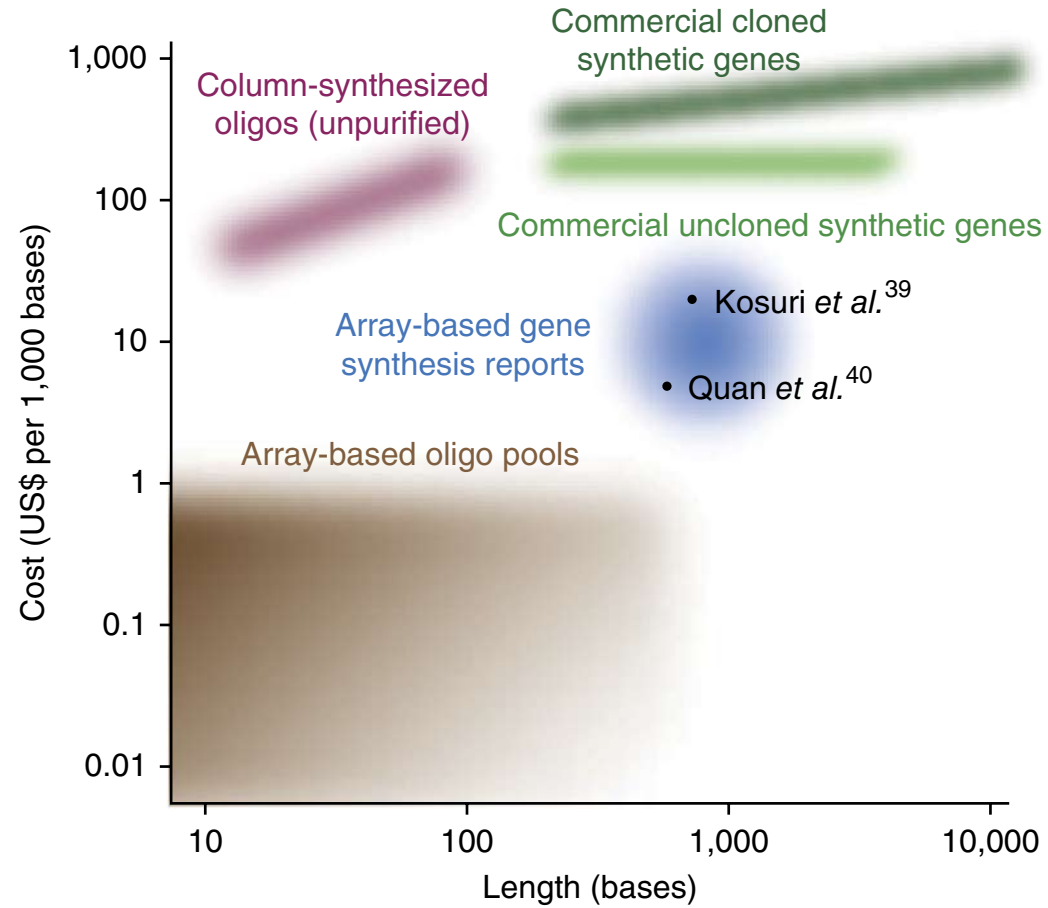 Commercial cloned
synthetic genes
1,000
Column-synthesized
oligos (unpurified)
100
Commercial uncloned synthetic genes
Kosuri et al.39
Array-based gene
synthesis reports
10
Quan et al.40
Array-based oligo pools
1
0.1
0.01
Cost (US$ per 1,000 bases)
10
100
1,000
10,000
Length (bases)